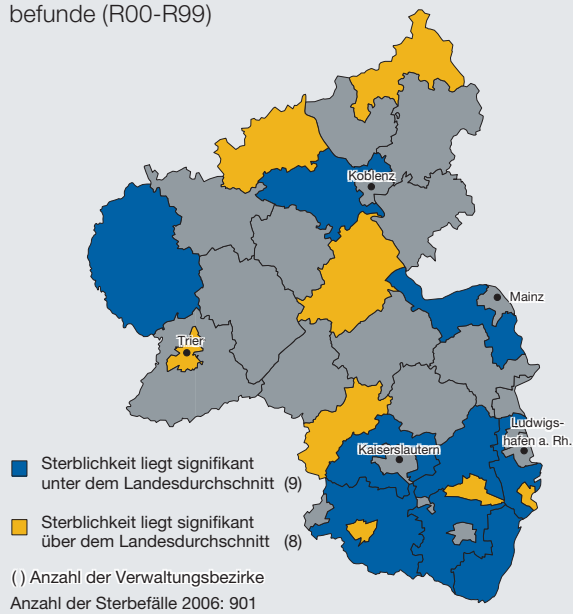 befunde (R00-R99)
Koblenz
Mainz
Trier
Ludwigs-
hafen a. Rh.
Kaiserslautern
Sterblichkeit liegt signifikant
unter dem Landesdurchschnitt (9)
Sterblichkeit liegt signifikant
über dem Landesdurchschnitt (8)
( ) Anzahl der Verwaltungsbezirke
Anzahl der Sterbefälle 2006: 901